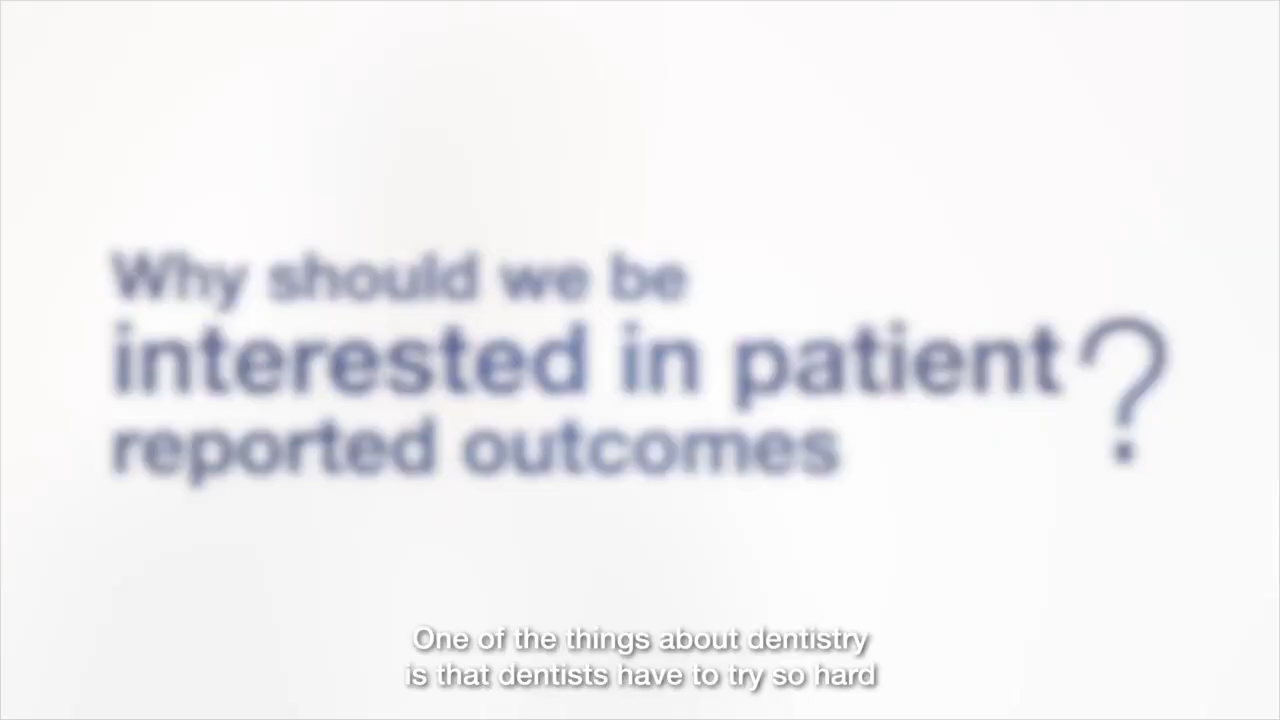 Why should we be
interested in patient?
reported outcomes
One of the things about dentistry
is that dentists have to try so hard